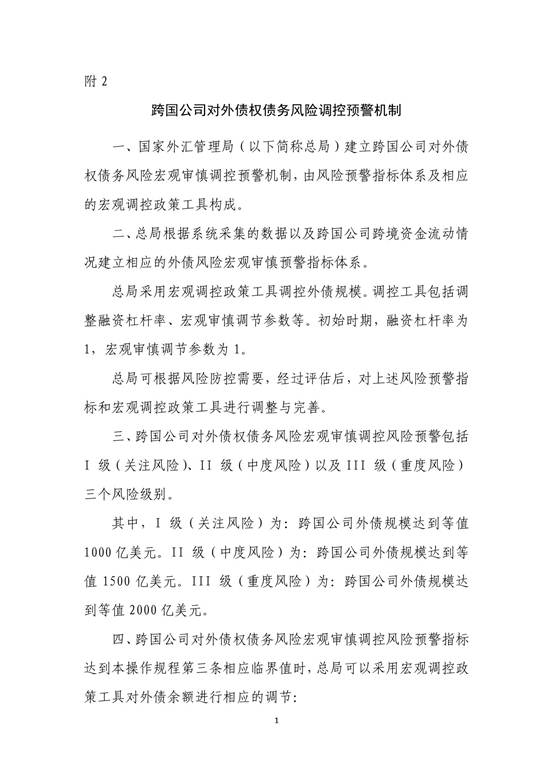 附 2
跨国公司对外债权债务风险调控预警机制
一、国家外汇管理局（以下简称总局）建立跨国公司对外债
权债务风险宏观审慎调控预警机制，由风险预警指标体系及相应
的宏观调控政策工具构成。
二、总局根据系统采集的数据以及跨国公司跨境资金流动情
况建立相应的外债风险宏观审慎预警指标体系。
总局采用宏观调控政策工具调控外债规模。调控工具包括调
整融资杠杆率、宏观审慎调节参数等。初始时期，融资杠杆率为
1，宏观审慎调节参数为 1。
总局可根据风险防控需要，经过评估后，对上述风险预警指
标和宏观调控政策工具进行调整与完善。
三、跨国公司对外债权债务风险宏观审慎调控风险预警包括
I 级（关注风险）、II 级（中度风险）以及 III 级（重度风险）
三个风险级别。
其中，I 级（关注风险）为：跨国公司外债规模达到等值
1000 亿美元。II 级（中度风险）为：跨国公司外债规模达到等
值 1500 亿美元。III 级（重度风险）为：跨国公司外债规模达
到等值 2000 亿美元。
四、跨国公司对外债权债务风险宏观审慎调控风险预警指标
达到本操作规程第三条相应临界值时，总局可以采用宏观调控政
策工具对外债余额进行相应的调节：
1